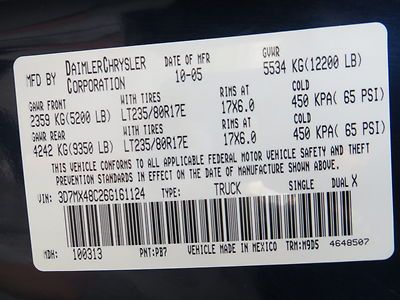 MFD BY DAIMLERCHRYSLER CORPORATION DATE OF MFR 10-05 GVWR 5534 KG(12200 LB)
GAWR FRONT WITH TIRES RIMS AT COLD
2359 KG(5200 LB) LT235/80R17E 17X6.0 450 KPA( 65 PSI)
GAWR REAR WITH TIRES RIMS AT COLD
4242 KG(9350 LB) LT235/80R17E 17X6.0 450 KPA( 65 PSI)
THIS VEHICLE CONFORMS TO ALL APPLICABLE FEDERAL MOTOR VEHICLE SAFETY AND THEFT
PREVENTION STANDARDS IN EFFECT ON THE DATE OF MANUFACTURE SHOWN ABOVE.
VIN: 3D7MX48C266161124 TYPE: TRUCK SINGLE DUAL X
MDH: 100313 PNT:PB7 VEHICLE MADE IN MEXICO TRM:M9D5 4648507